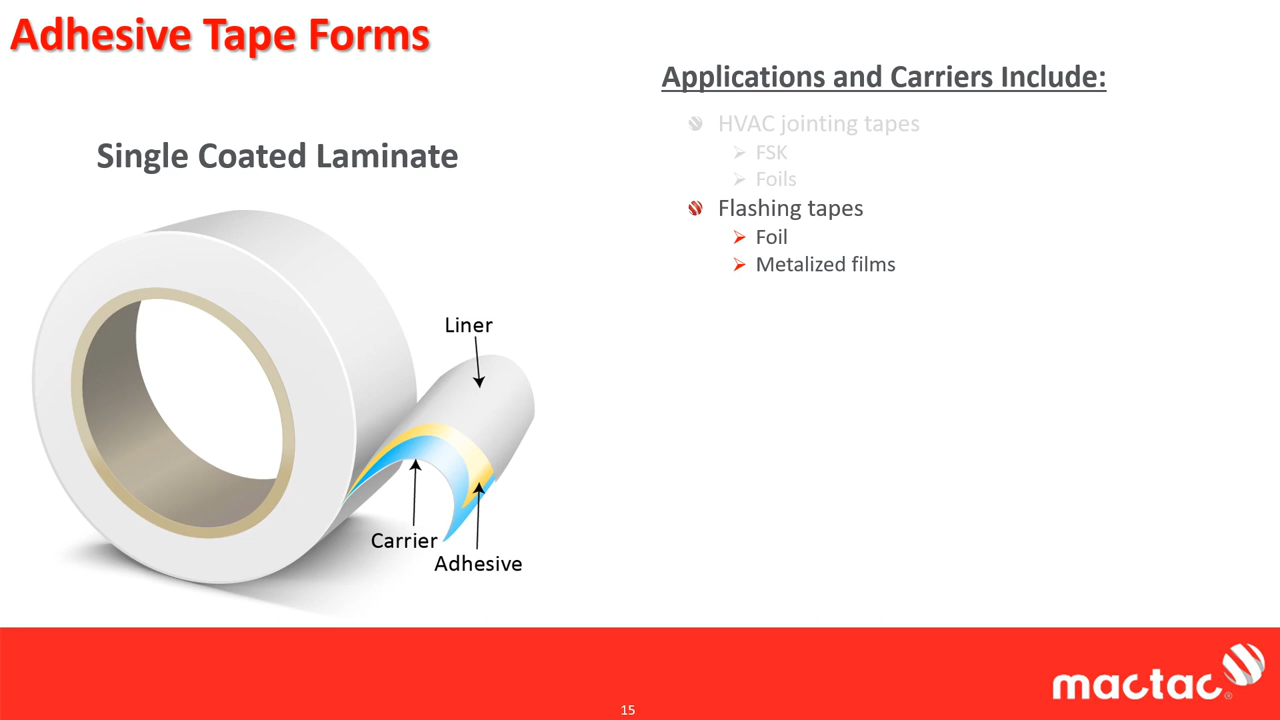 Adhesive Tape Forms
Applications and Carriers Include:
HVAC jointing tapes
FSK
Foils
Flashing tapes
Foil
Metalized films
Single Coated Laminate
Liner
Carrier
Adhesive
15
mactac®